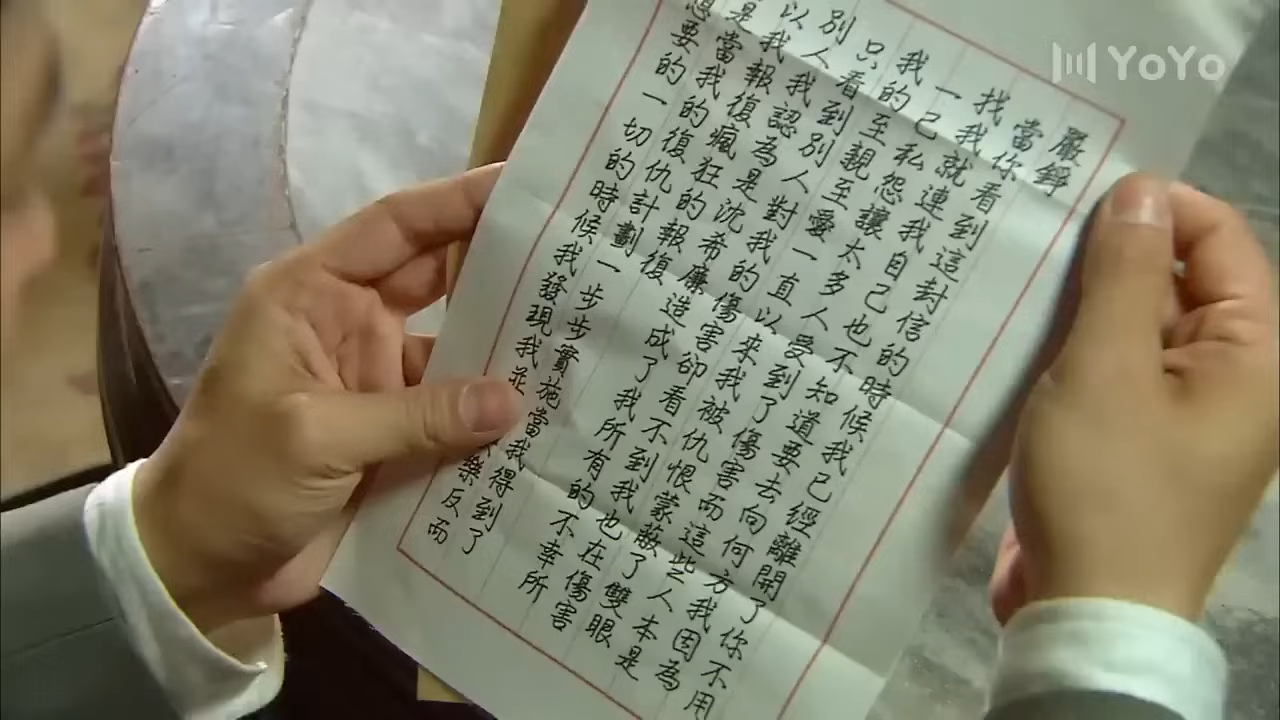 嚴鐸
當你看到這封信的時候我已經離開了你不用
找我就連我自己也不知道要去向何方我因為
一己私怨讓太多人受到了傷害而這些人本是
我的至親至愛一直以來我被仇恨蒙蔽了雙眼
只看到別人對我的傷害卻看不到我也在傷害
別人我認為是沈希廉造成了我所有的不幸所
以我報復瘋狂的報復
是當我的復仇計劃一步步實施當我得到了
想要的一切的時候我發現我並樂反而
YoYo